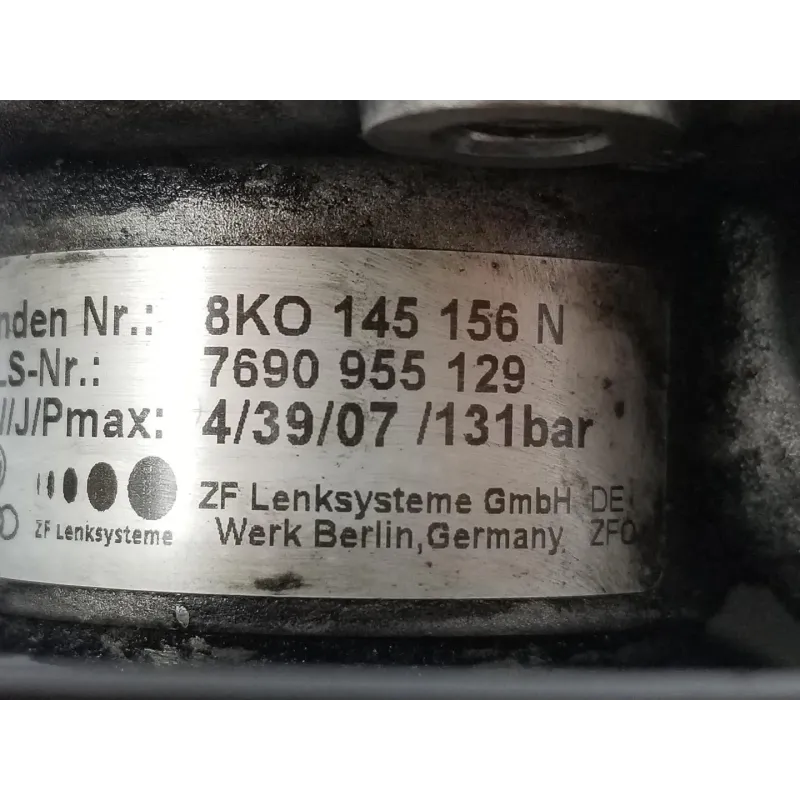 nden Nr.: 8KO 145 156 N
LS-Nr.: 7690 955 129
/J/Pmax: 4/39/07 /131bar
ZF Lenksysteme GmbH DE
ZF Lenksysteme Werk Berlin, Germany ZFO